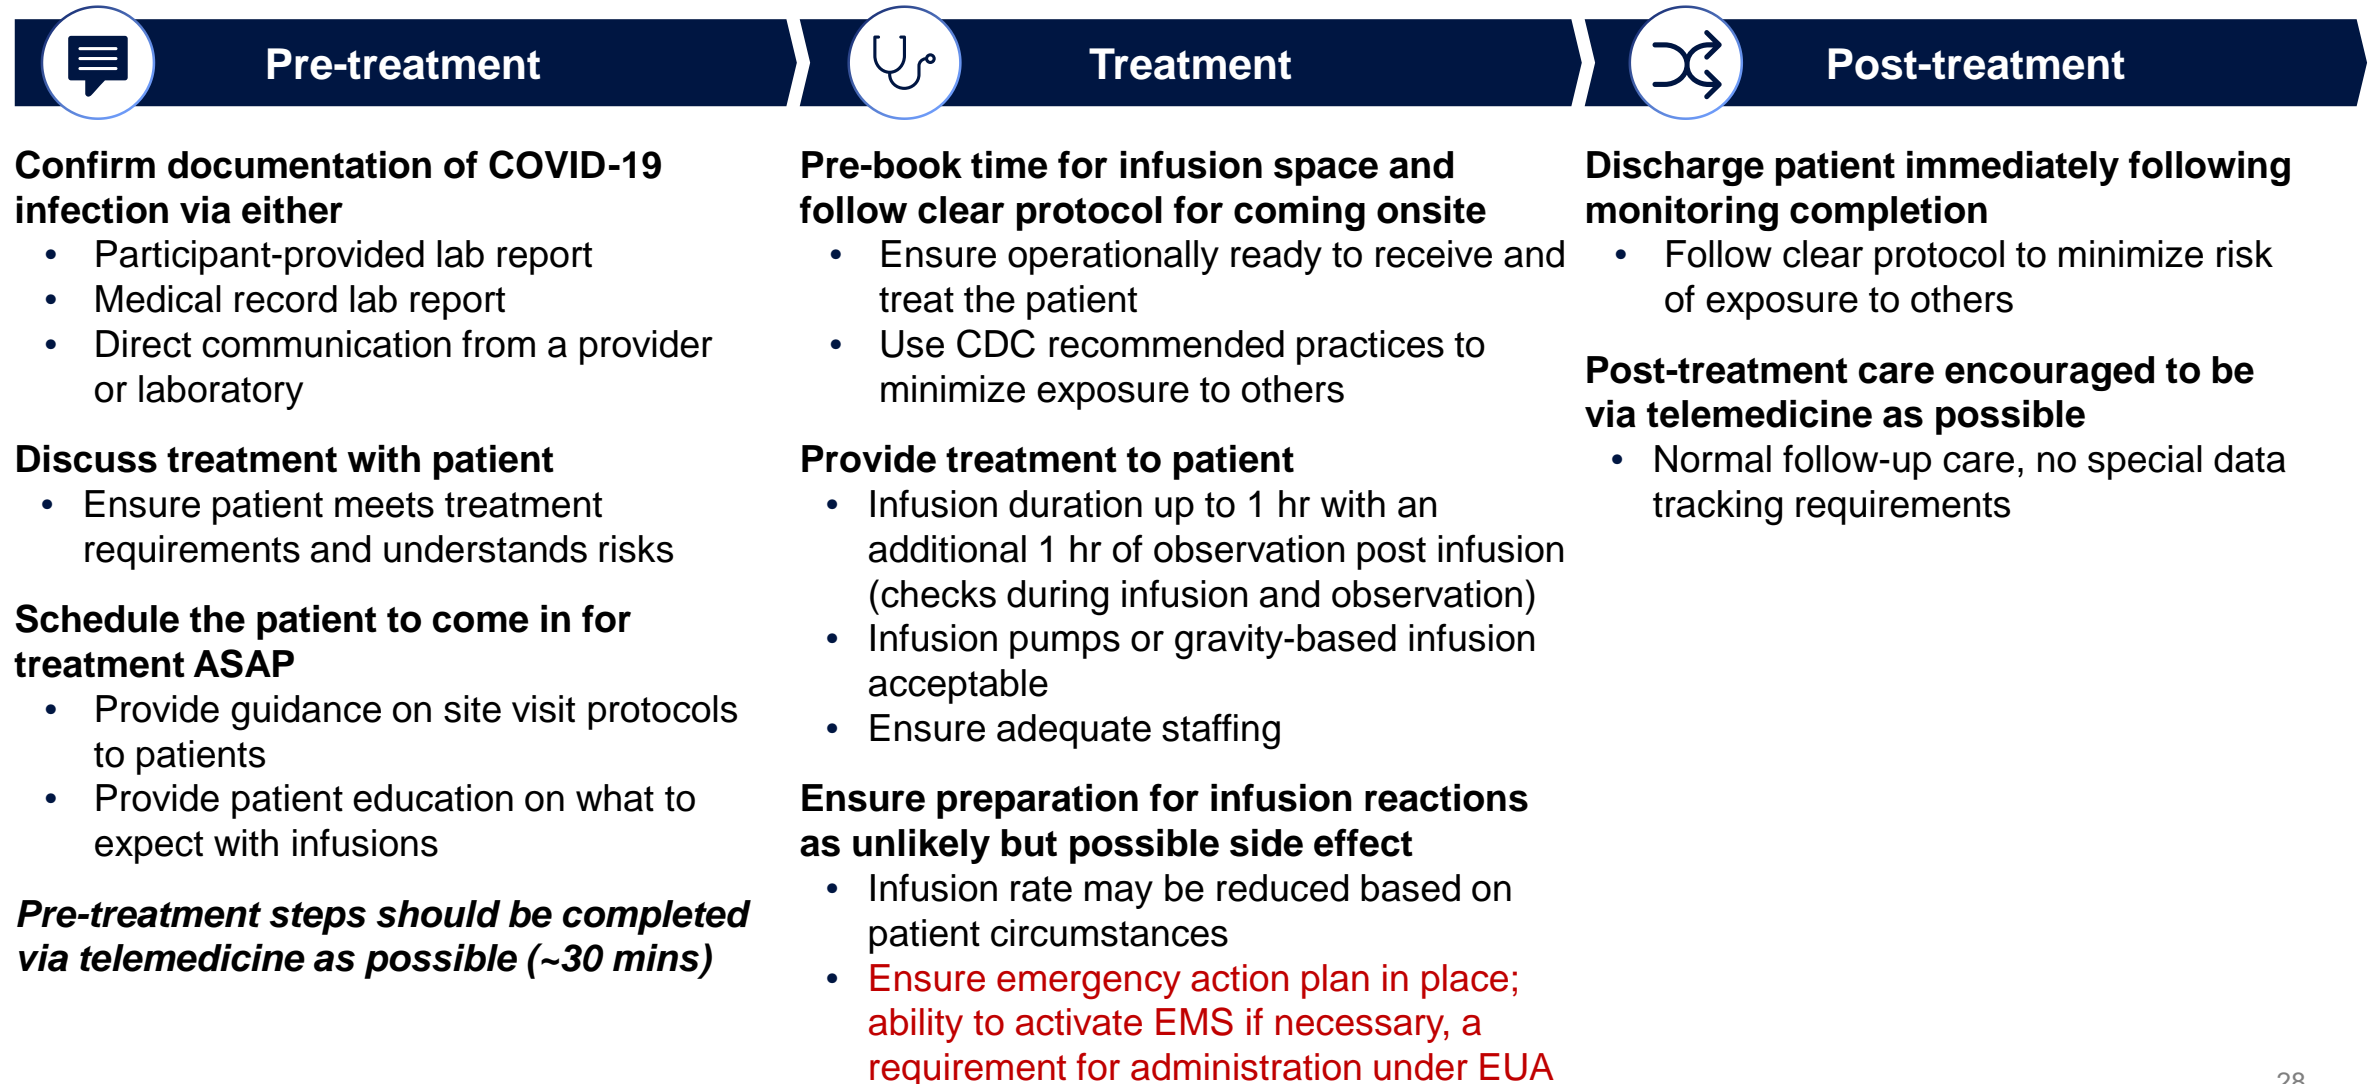 Pre-treatment
Confirm documentation of COVID-19
infection via either
• Participant-provided lab report
• Medical record lab report
• Direct communication from a provider
or laboratory
Discuss treatment with patient
• Ensure patient meets treatment
requirements and understands risks
Schedule the patient to come in for
treatment ASAP
• Provide guidance on site visit protocols
to patients
• Provide patient education on what to
expect with infusions
Pre-treatment steps should be completed
via telemedicine as possible (~30 mins)
Treatment
Pre-book time for infusion space and
follow clear protocol for coming onsite
• Ensure operationally ready to receive and
treat the patient
• Use CDC recommended practices to
minimize exposure to others
Provide treatment to patient
• Infusion duration up to 1 hr with an
additional 1 hr of observation post infusion
(checks during infusion and observation)
• Infusion pumps or gravity-based infusion
acceptable
• Ensure adequate staffing
Ensure preparation for infusion reactions
as unlikely but possible side effect
• Infusion rate may be reduced based on
patient circumstances
• Ensure emergency action plan in place;
ability to activate EMS if necessary, a
requirement for administration under EUA
Post-treatment
Discharge patient immediately following
monitoring completion
• Follow clear protocol to minimize risk
of exposure to others
Post-treatment care encouraged to be
via telemedicine as possible
• Normal follow-up care, no special data
tracking requirements
28